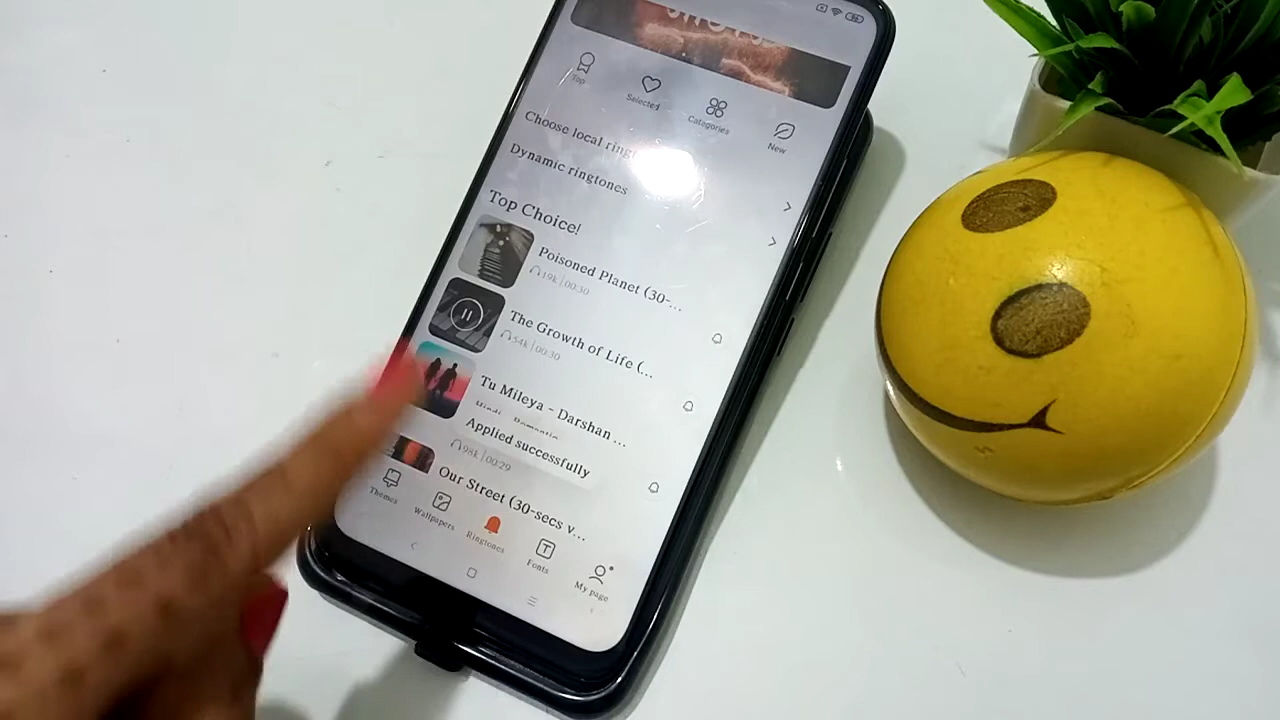 Top
Selected
Categories
New
Choose local ring
Dynamic ringtones
Top Choice!
Poisoned Planet (30-...
19k | 00:30
The Growth of Life (...
54k | 00:30
Tu Mileya - Darshan ...
Hindi
Applied successfully
98k | 00:29
Our Street (30-secs v...
Themes
Wallpapers
Ringtones
Fonts
My page